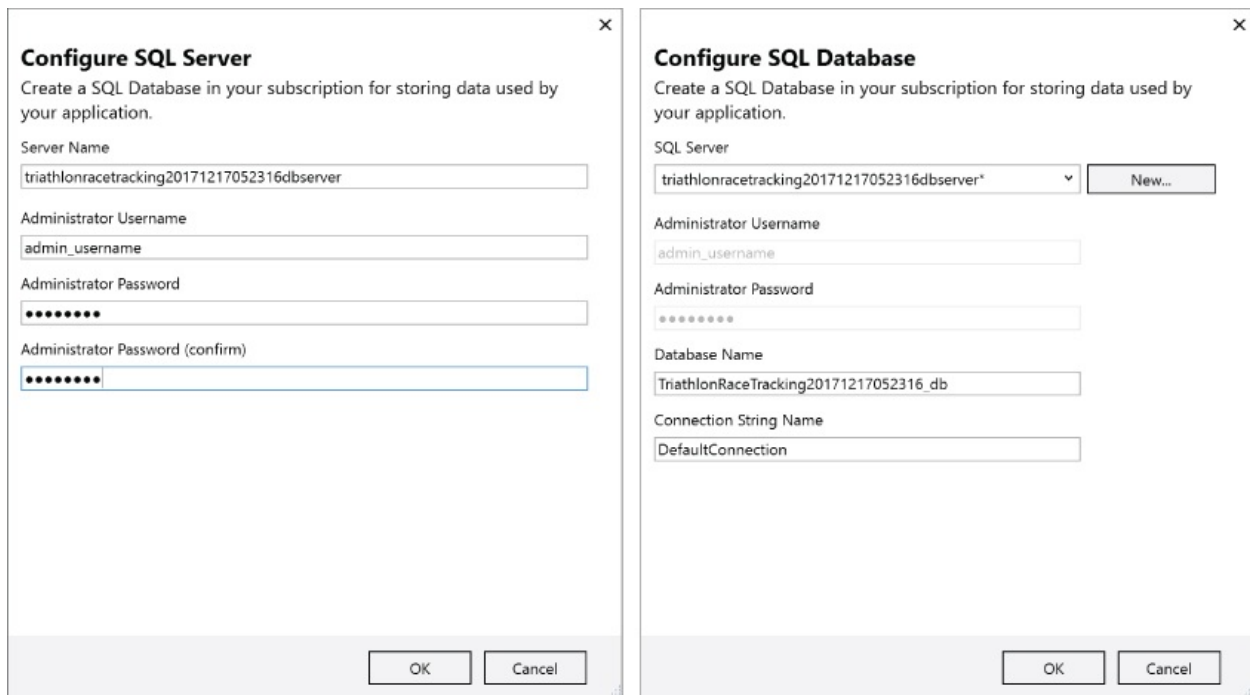 Configure SQL Server
Create a SQL Database in your subscription for storing data used by
your application.
Server Name
triathlonracetracking20171217052316dbserver
Administrator Username
admin_username
Administrator Password
●●●●●●●●
Administrator Password (confirm)
●●●●●●●●
OK
Cancel
Configure SQL Database
Create a SQL Database in your subscription for storing data used by
your application.
SQL Server
triathlonracetracking20171217052316dbserver*
New...
Administrator Username
admin_username
Administrator Password
●●●●●●●●
Database Name
TriathlonRaceTracking20171217052316_db
Connection String Name
DefaultConnection
OK
Cancel